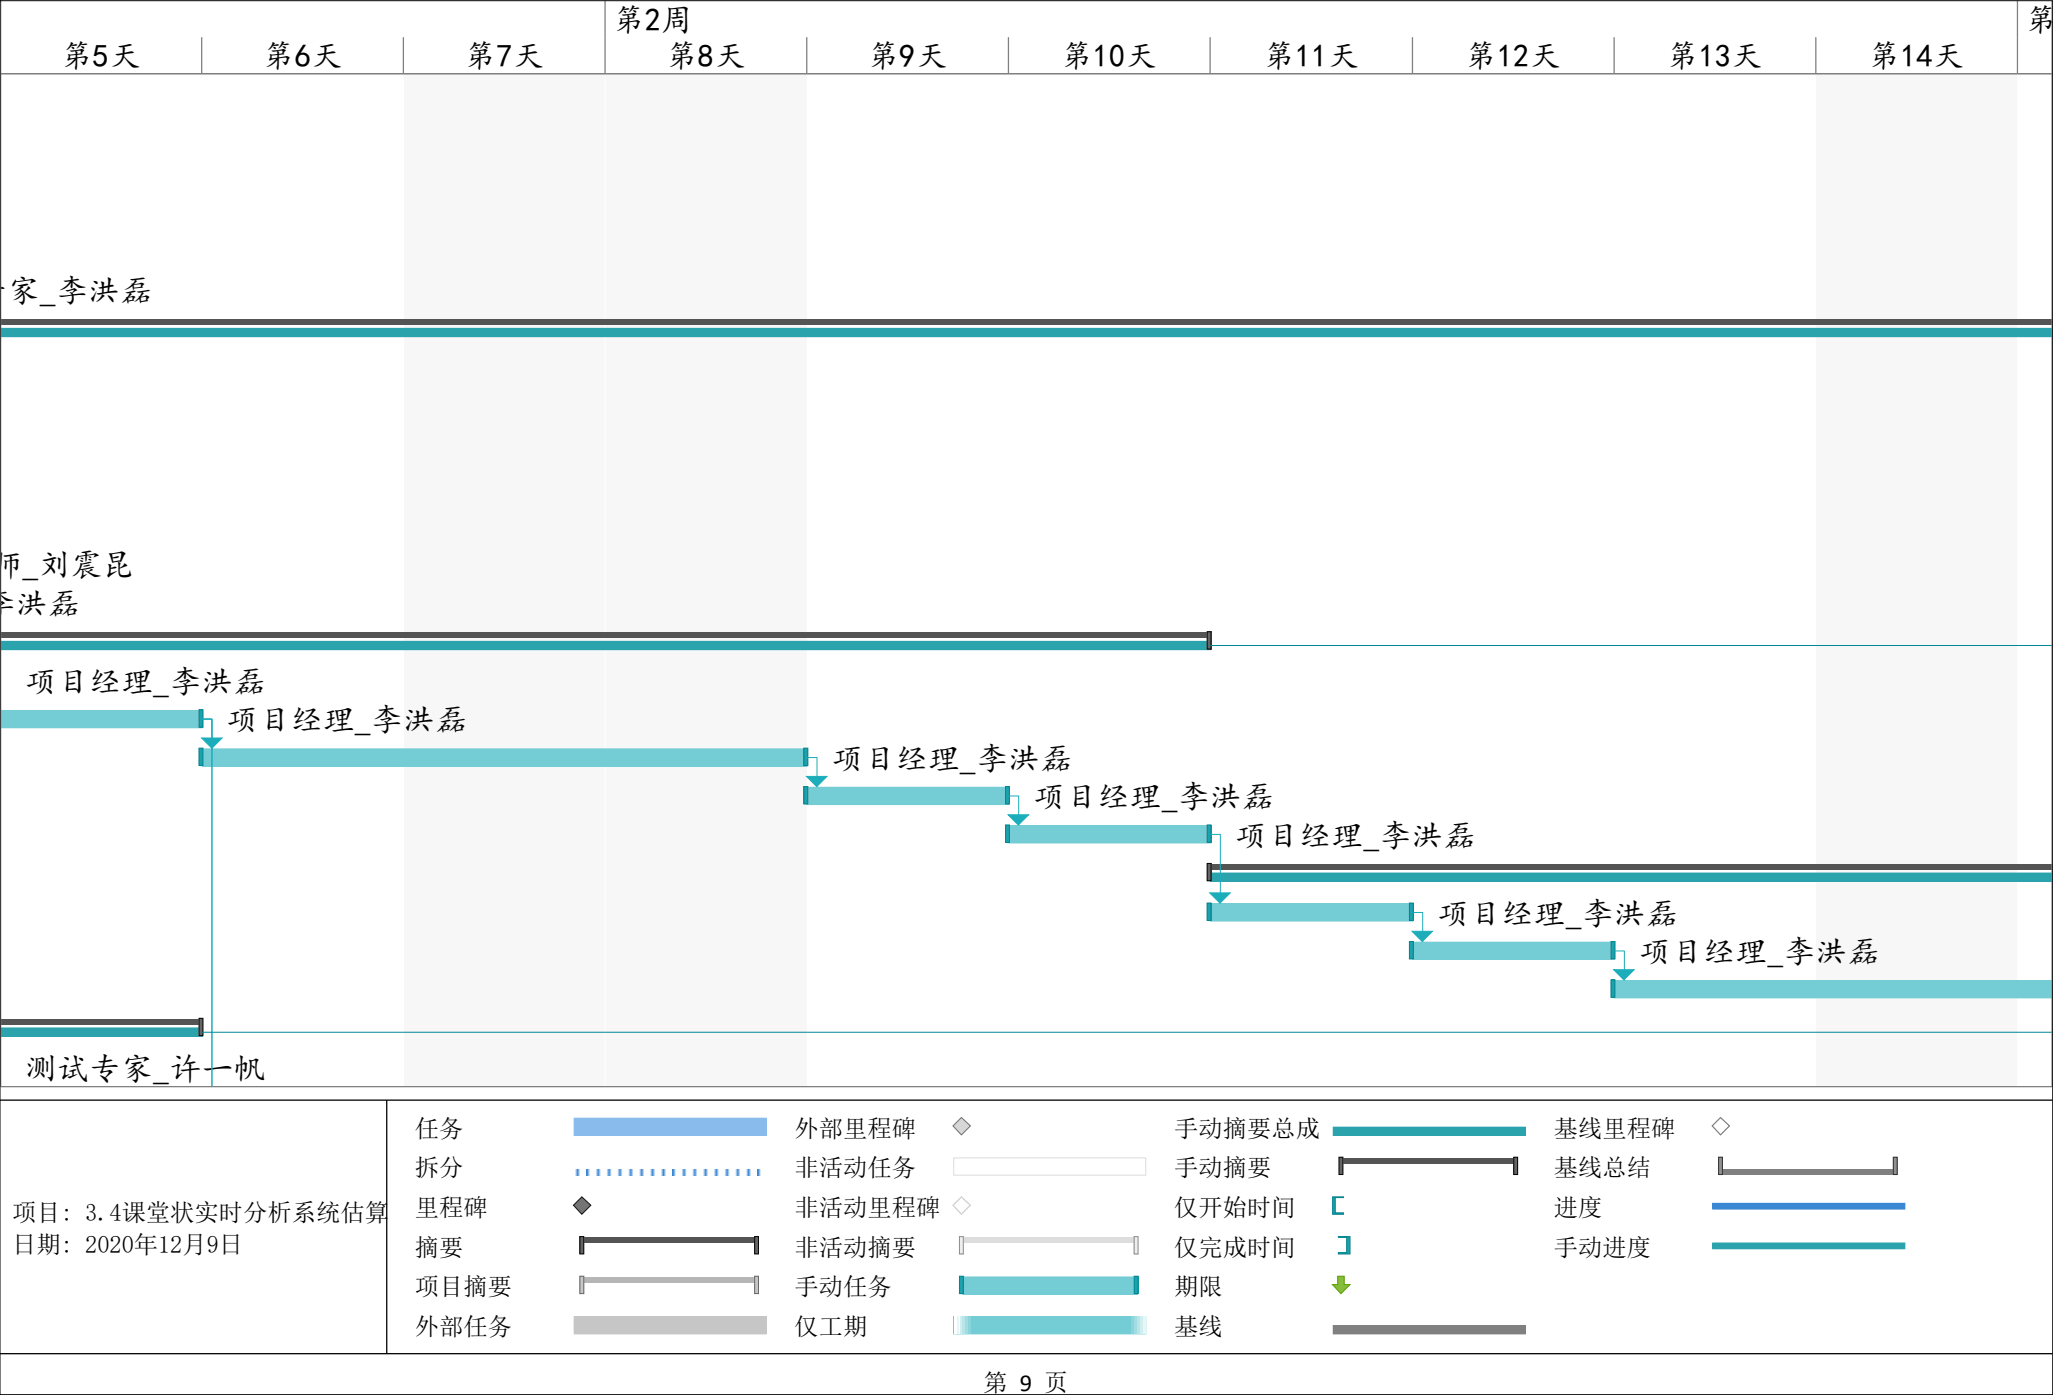 第2周
第
第5天
第6天
第7天
第8天
第9天
第10天
第11天
第12天
第13天
第14天
家_李洪磊
师_刘震昆
李洪磊
项目经理_李洪磊
项目经理_李洪磊
项目经理_李洪磊
项目经理_李洪磊
项目经理_李洪磊
项目经理_李洪磊
项目经理_李洪磊
测试专家_许一帆
项目: 3.4课堂状实时分析系统估算
日期: 2020年12月9日
任务
拆分
里程碑
摘要
项目摘要
外部任务
外部里程碑
非活动任务
非活动里程碑
非活动摘要
手动任务
仅工期
手动摘要总成
手动摘要
仅开始时间
仅完成时间
期限
基线
基线里程碑
基线总结
进度
手动进度
第 9 页